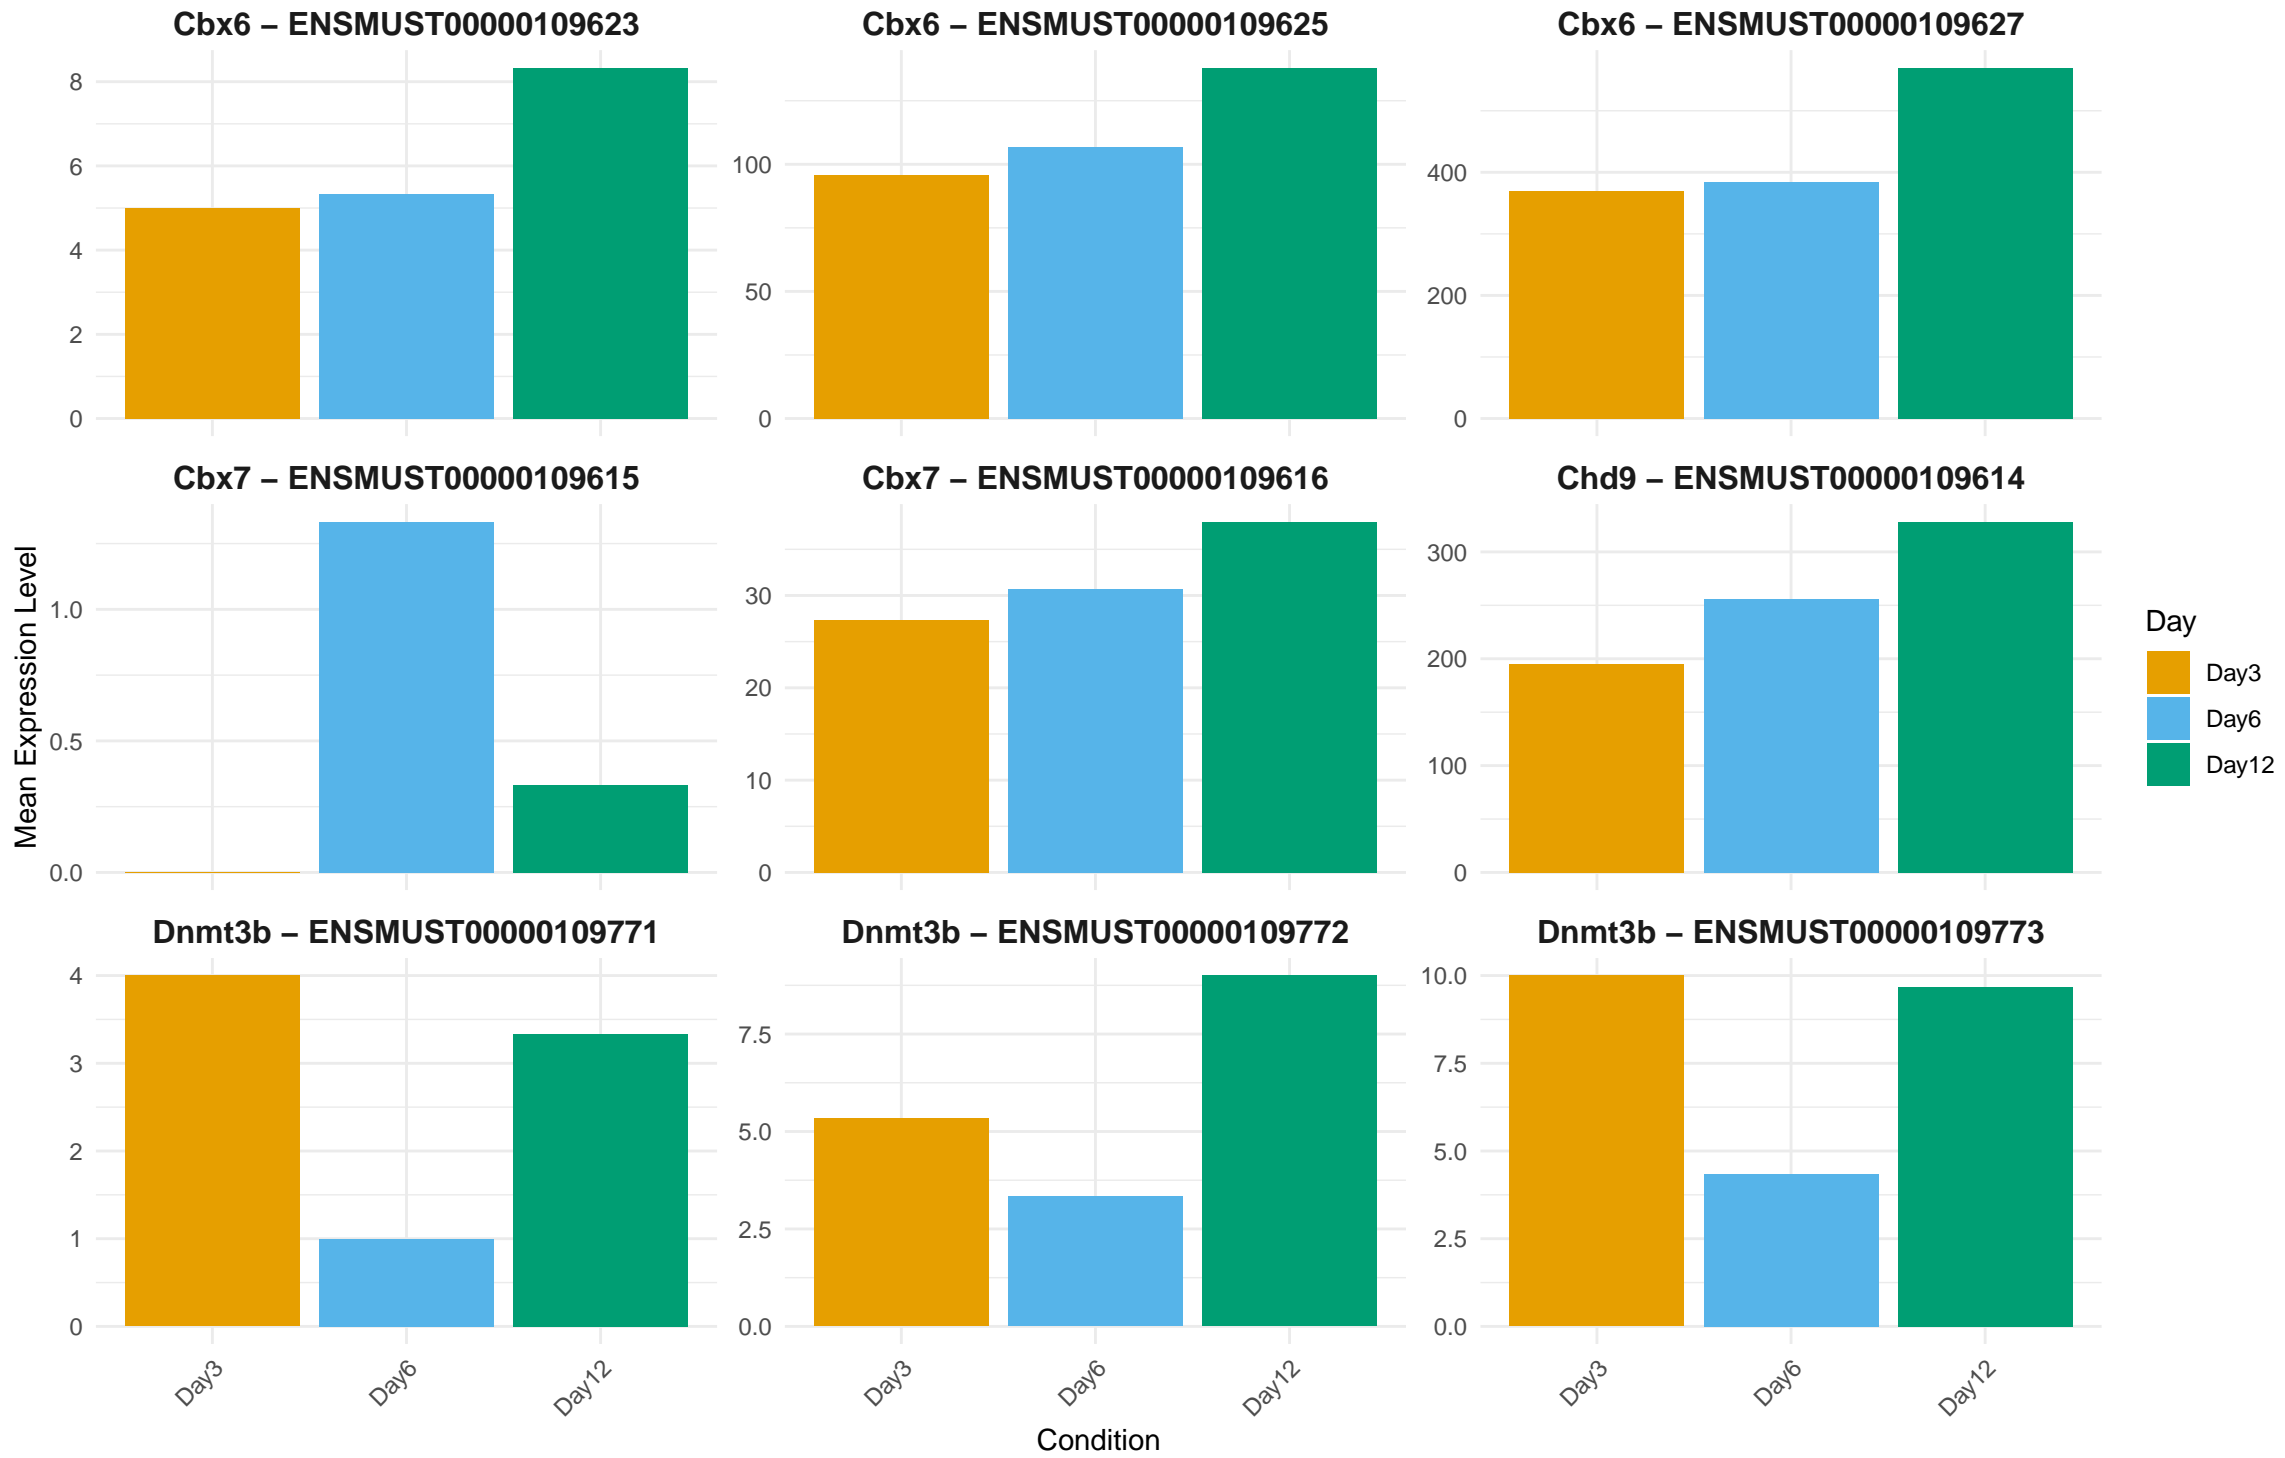 Cbx6 – ENSMUST00000109623
Cbx6 – ENSMUST00000109625
Cbx6 – ENSMUST00000109627
8
6
4
2
0
100
50
0
400
200
0
Cbx7 – ENSMUST00000109615
Cbx7 – ENSMUST00000109616
Chd9 – ENSMUST00000109614
Mean Expression Level
1.0
0.5
0.0
30
20
10
0
300
200
100
0
Day
Day3
Day6
Day12
Dnmt3b – ENSMUST00000109771
Dnmt3b – ENSMUST00000109772
Dnmt3b – ENSMUST00000109773
4
3
2
1
0
7.5
5.0
2.5
0.0
10.0
7.5
5.0
2.5
0.0
Day3
Day6
Day12
Day3
Day6
Day12
Day3
Day6
Day12
Condition